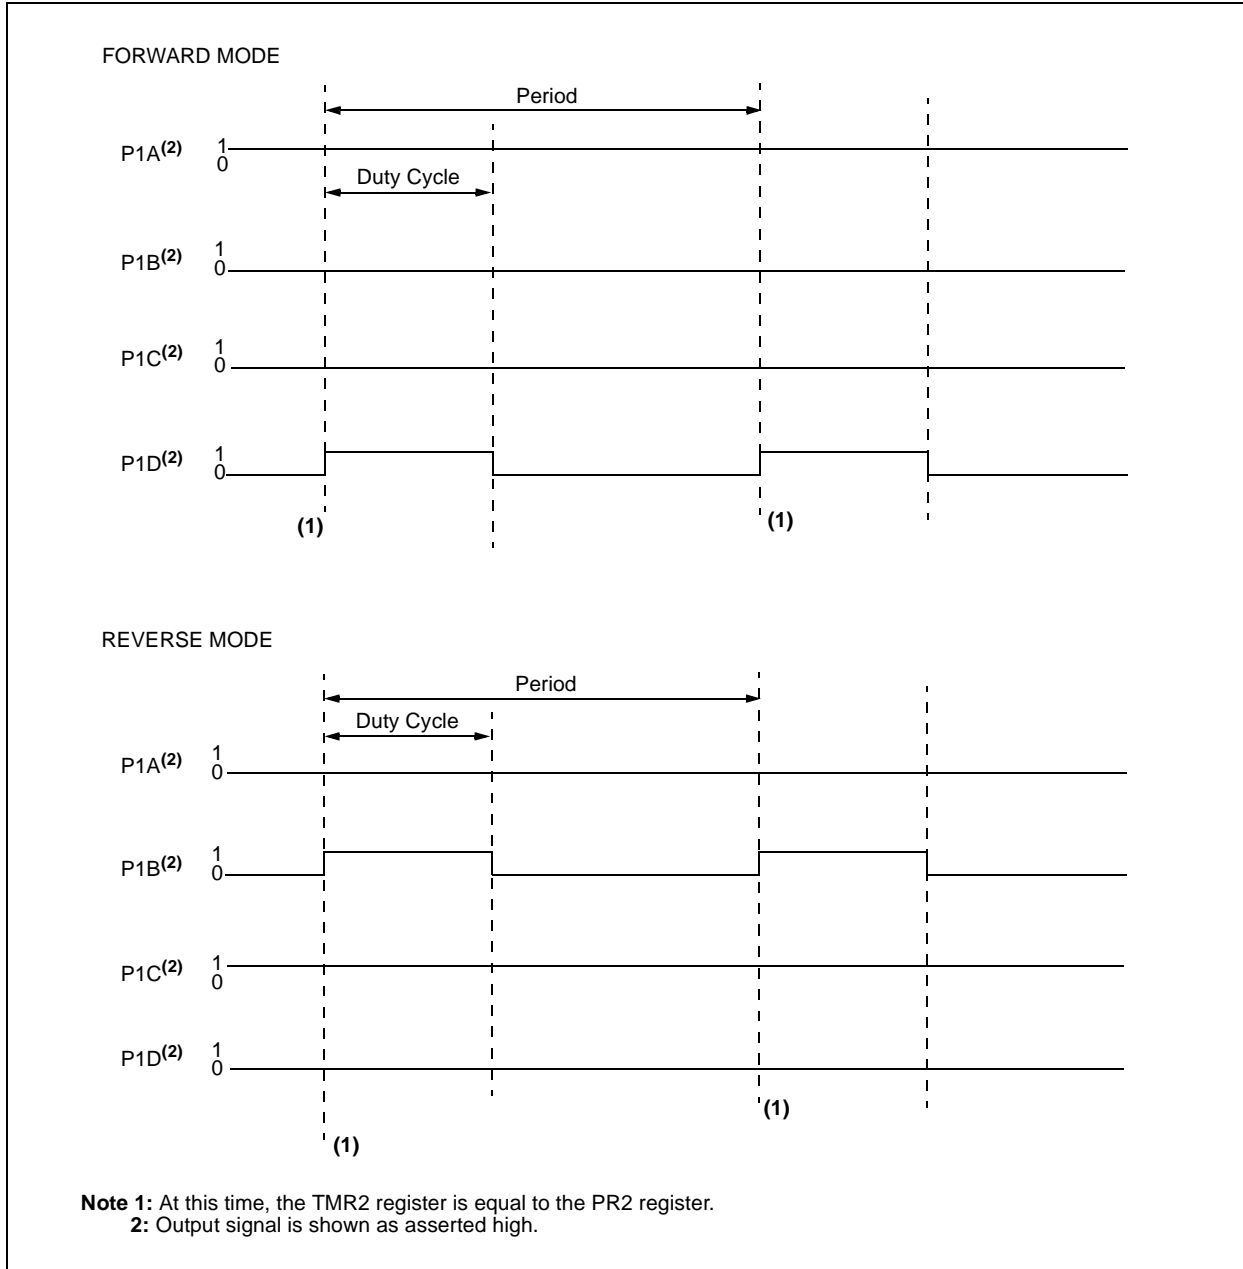 FORWARD MODE
Period
P1A(2) 1
0
Duty Cycle
P1B(2) 1
0
P1C(2) 1
0
P1D(2) 1
0
(1) (1)
REVERSE MODE
Period
Duty Cycle
P1A(2) 1
0
P1B(2) 1
0
P1C(2) 1
0
P1D(2) 1
0
(1)
(1)
Note 1: At this time, the TMR2 register is equal to the PR2 register.
2: Output signal is shown as asserted high.